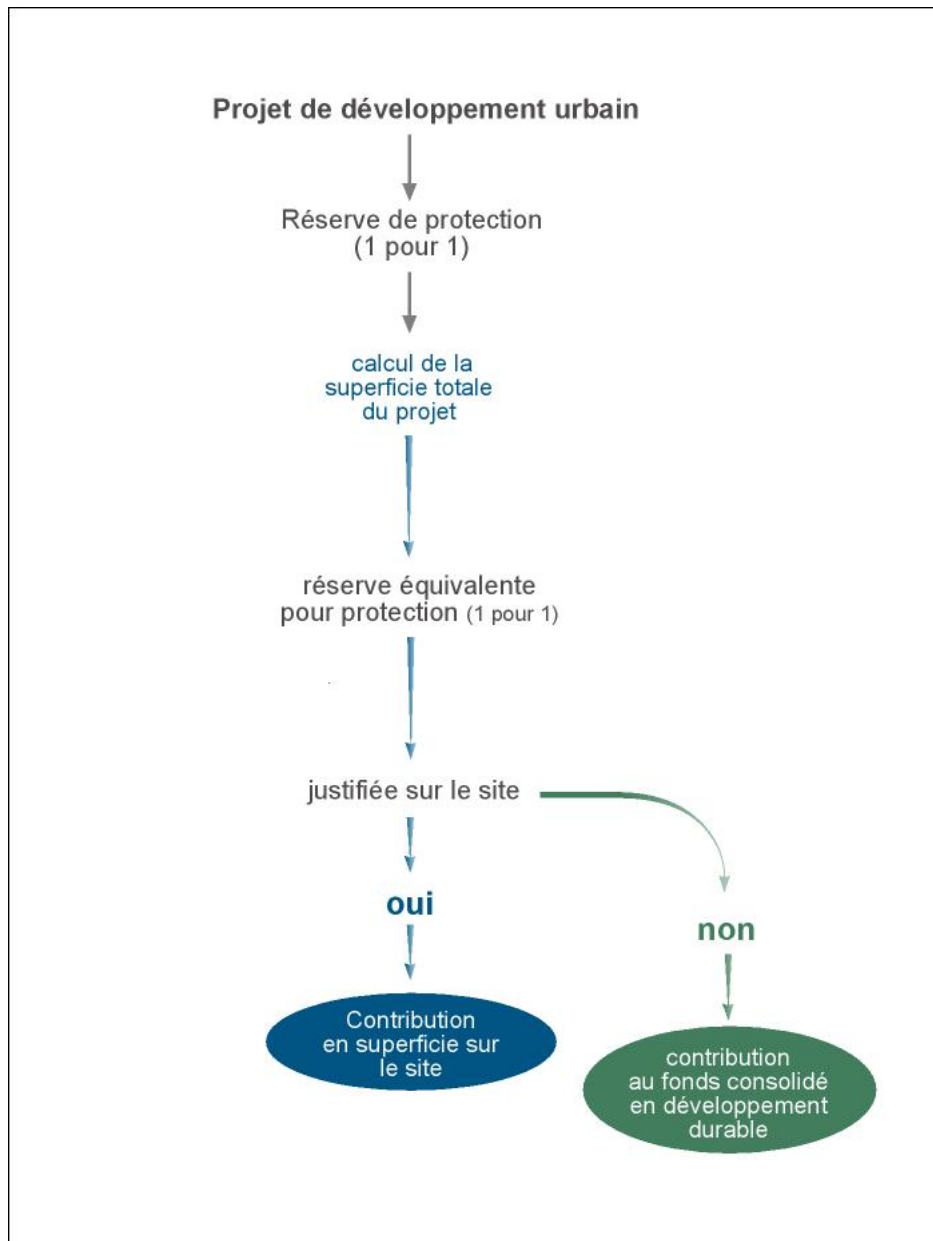 Projet de développement urbain
Réserve de protection
(1 pour 1)
calcul de la
superficie totale
du projet
réserve équivalente
pour protection (1 pour 1)
justifiée sur le site
oui
non
Contribution
en superficie sur
le site
contribution
au fonds consolidé
en développement
durable